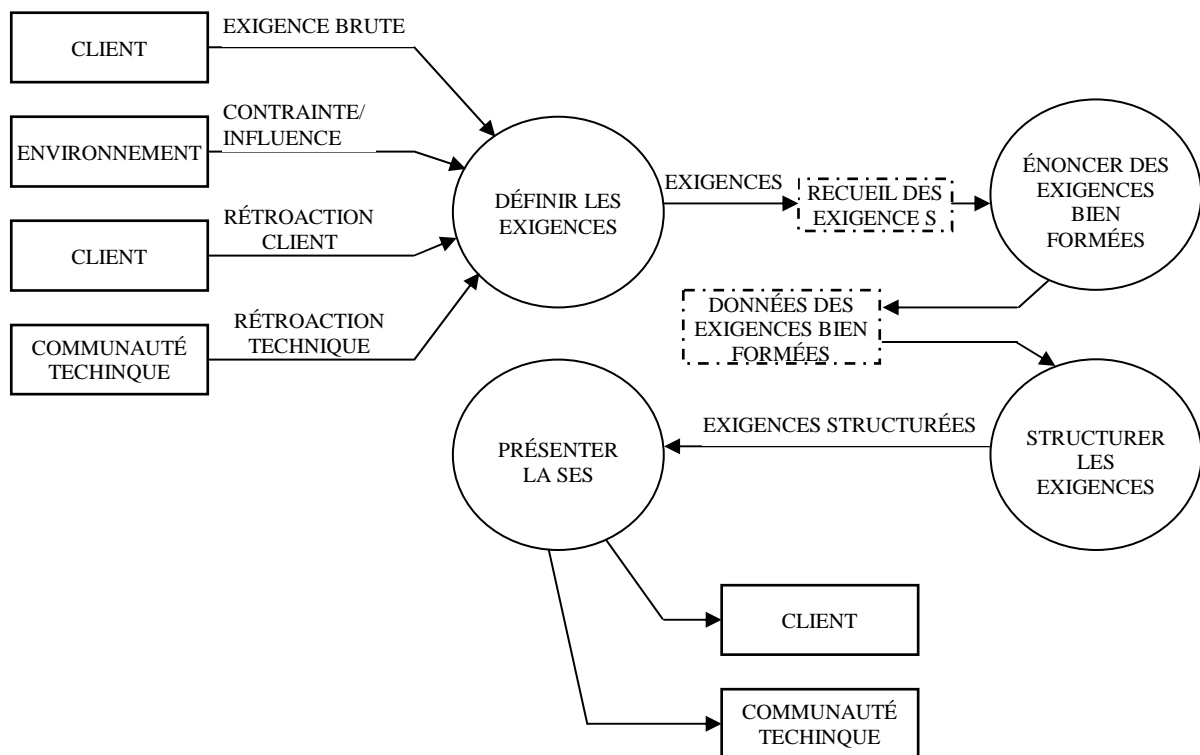 CLIENT
EXIGENCE BRUTE
ENVIRONNEMENT
CONTRAINTE/
INFLUENCE
CLIENT
RÉTROACTION
CLIENT
COMMUNAUTÉ
TECHINQUE
RÉTROACTION
TECHNIQUE
DÉFINIR LES
EXIGENCES
EXIGENCES
RECUEIL DES
EXIGENCE S
ÉNONCER DES
EXIGENCES
BIEN
FORMÉES
DONNÉES DES
EXIGENCES BIEN
FORMÉES
STRUCTURER
LES
EXIGENCES
EXIGENCES STRUCTURÉES
PRÉSENTER
LA SES
CLIENT
COMMUNAUTÉ
TECHINQUE